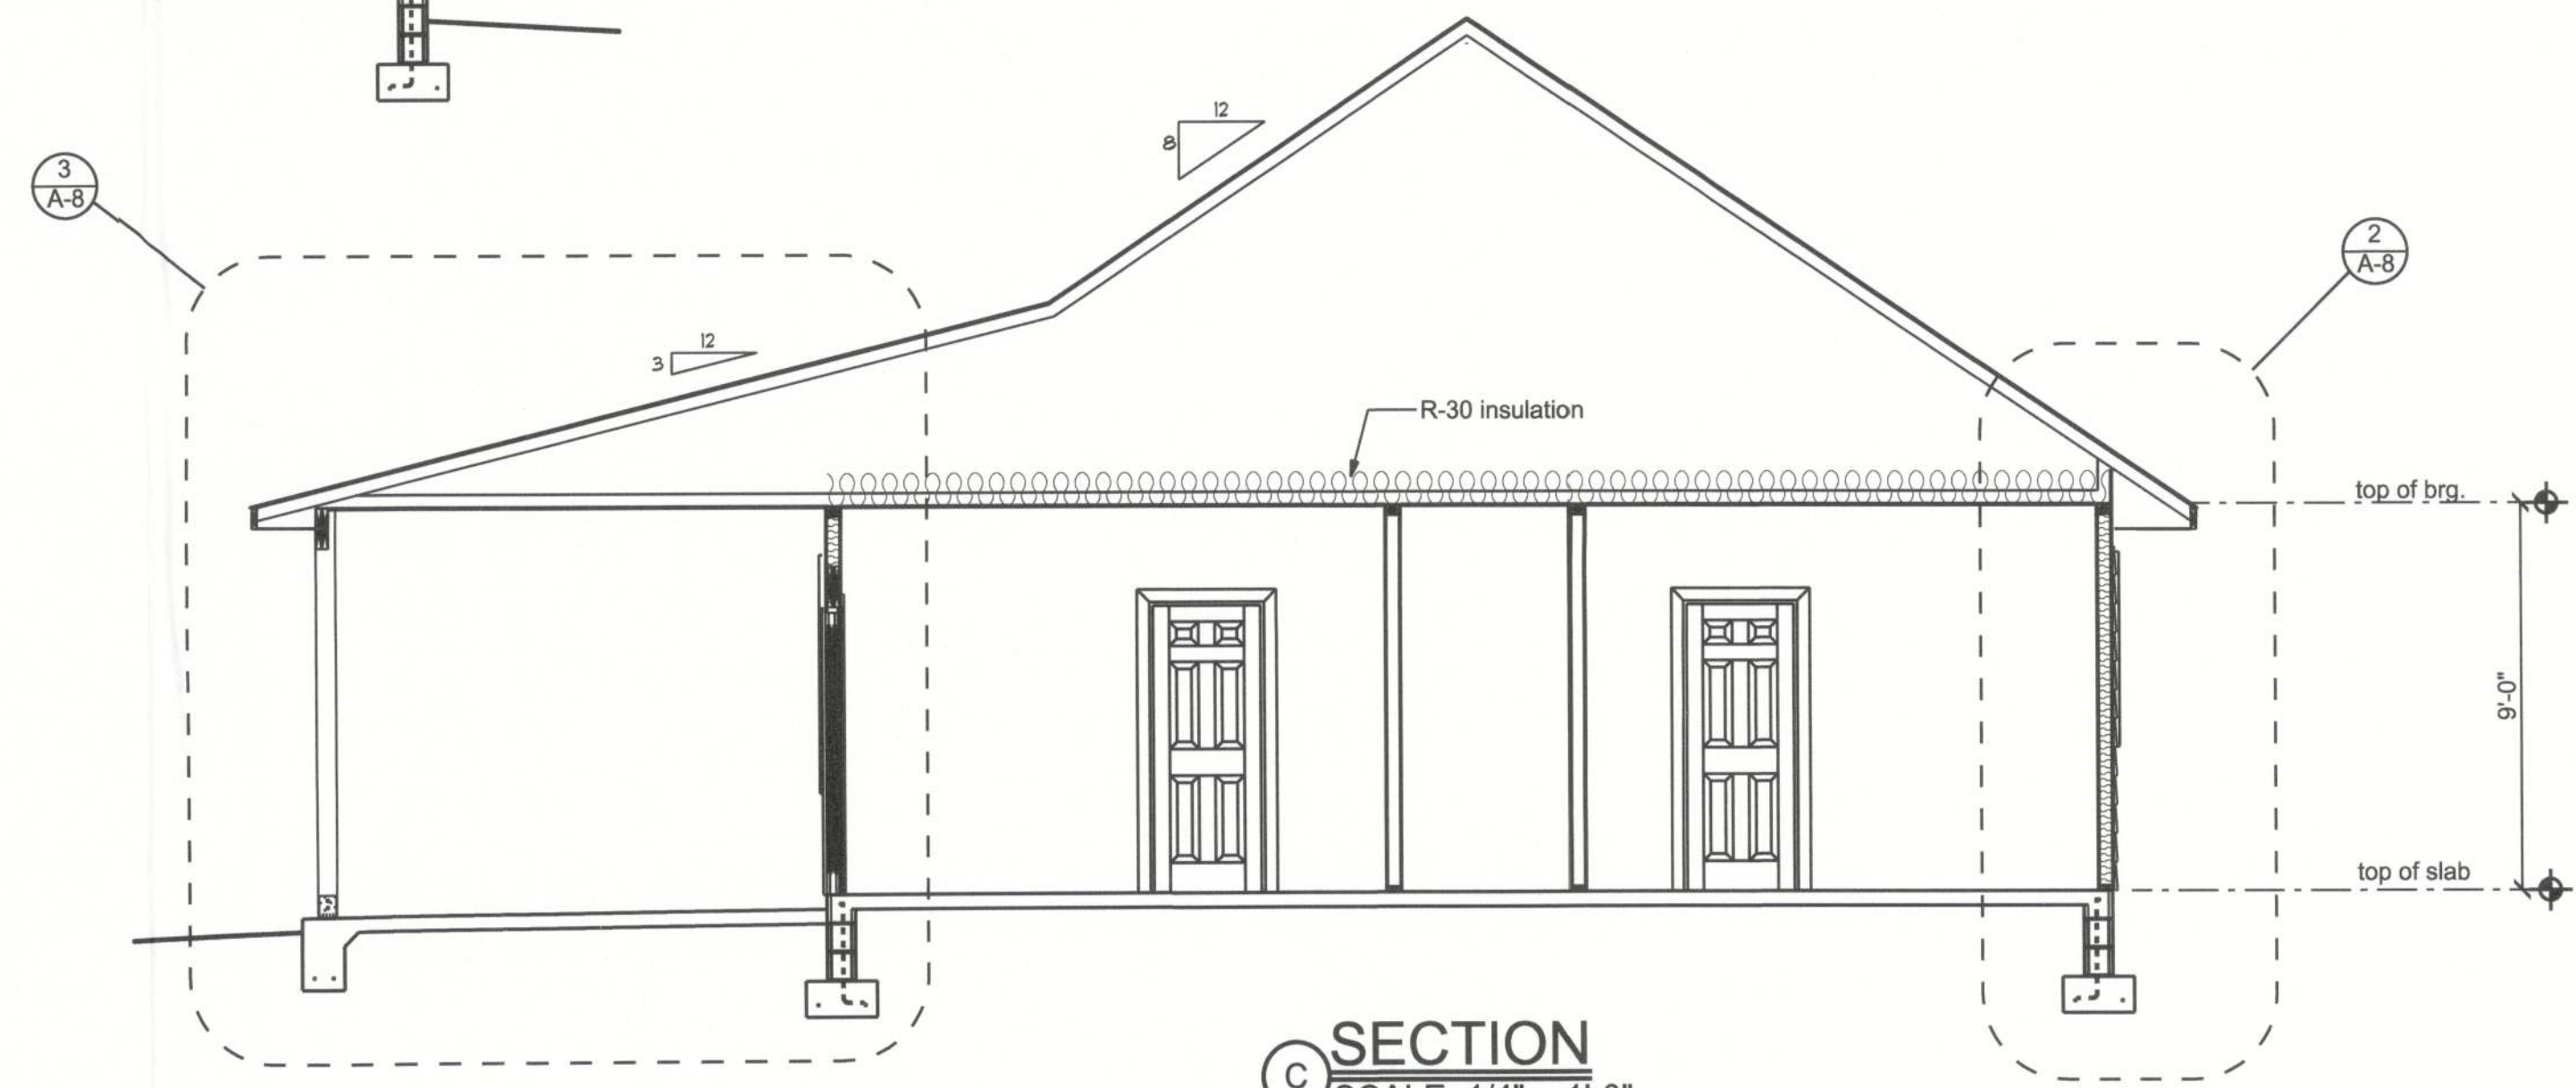 12
8
3
A-8
2
A-8
12
3
R-30 insulation
top of brg.
9'-0"
top of slab
SECTION
C